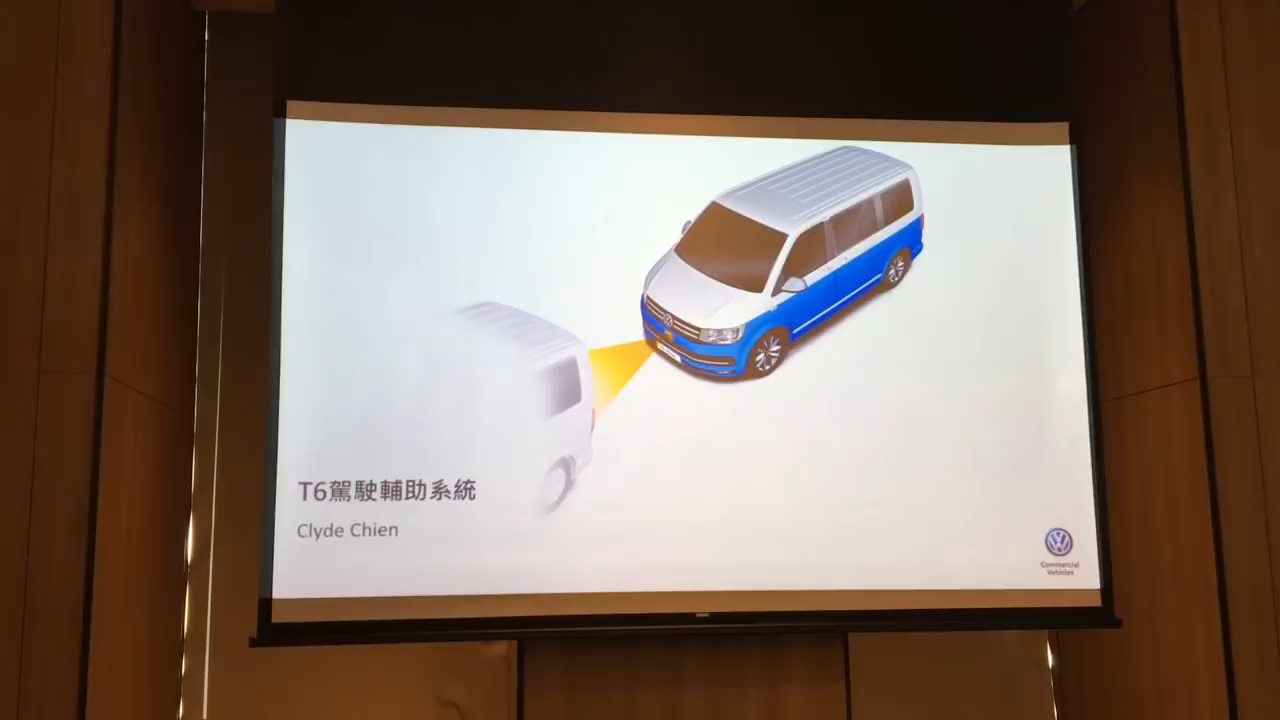 T6駕駛輔助系統
Clyde Chien
Commercial
Vehicles